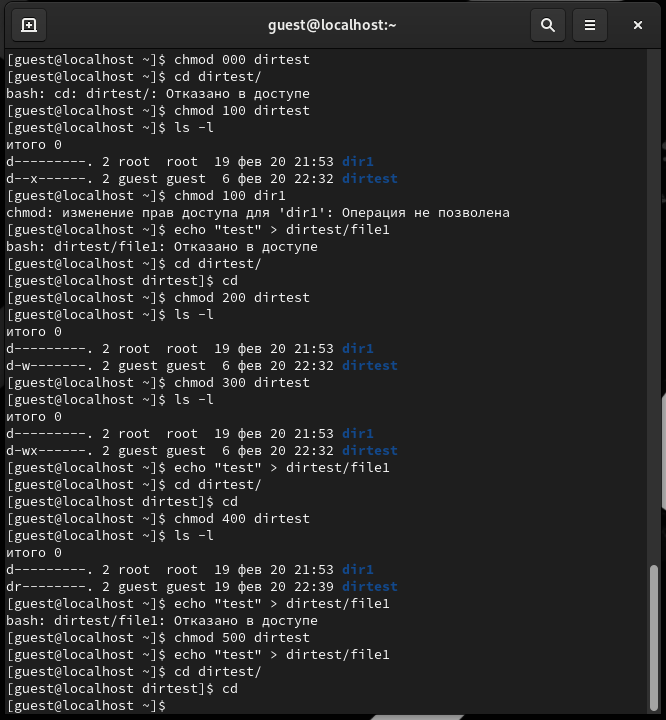 guest@localhost:~
[guest@localhost ~]$ chmod 000 dirtest
[guest@localhost ~]$ cd dirtest/
bash: cd: dirtest/: Отказано в доступе
[guest@localhost ~]$ chmod 100 dirtest
[guest@localhost ~]$ ls -l
итого 0
d---------. 2 root  root  19 фев 20 21:53 dir1
d--x------. 2 guest guest  6 фев 20 22:32 dirtest
[guest@localhost ~]$ chmod 100 dir1
chmod: изменение прав доступа для 'dir1': Операция не позволена
[guest@localhost ~]$ echo "test" > dirtest/file1
bash: dirtest/file1: Отказано в доступе
[guest@localhost ~]$ cd dirtest/
[guest@localhost dirtest]$ cd
[guest@localhost ~]$ chmod 200 dirtest
[guest@localhost ~]$ ls -l
итого 0
d---------. 2 root  root  19 фев 20 21:53 dir1
d-w-------. 2 guest guest  6 фев 20 22:32 dirtest
[guest@localhost ~]$ chmod 300 dirtest
[guest@localhost ~]$ ls -l
итого 0
d---------. 2 root  root  19 фев 20 21:53 dir1
d-wx------. 2 guest guest  6 фев 20 22:32 dirtest
[guest@localhost ~]$ echo "test" > dirtest/file1
[guest@localhost ~]$ cd dirtest/
[guest@localhost dirtest]$ cd
[guest@localhost ~]$ chmod 400 dirtest
[guest@localhost ~]$ ls -l
итого 0
d---------. 2 root  root  19 фев 20 21:53 dir1
dr--------. 2 guest guest 19 фев 20 22:39 dirtest
[guest@localhost ~]$ echo "test" > dirtest/file1
bash: dirtest/file1: Отказано в доступе
[guest@localhost ~]$ chmod 500 dirtest
[guest@localhost ~]$ echo "test" > dirtest/file1
[guest@localhost ~]$ cd dirtest/
[guest@localhost dirtest]$ cd
[guest@localhost ~]$